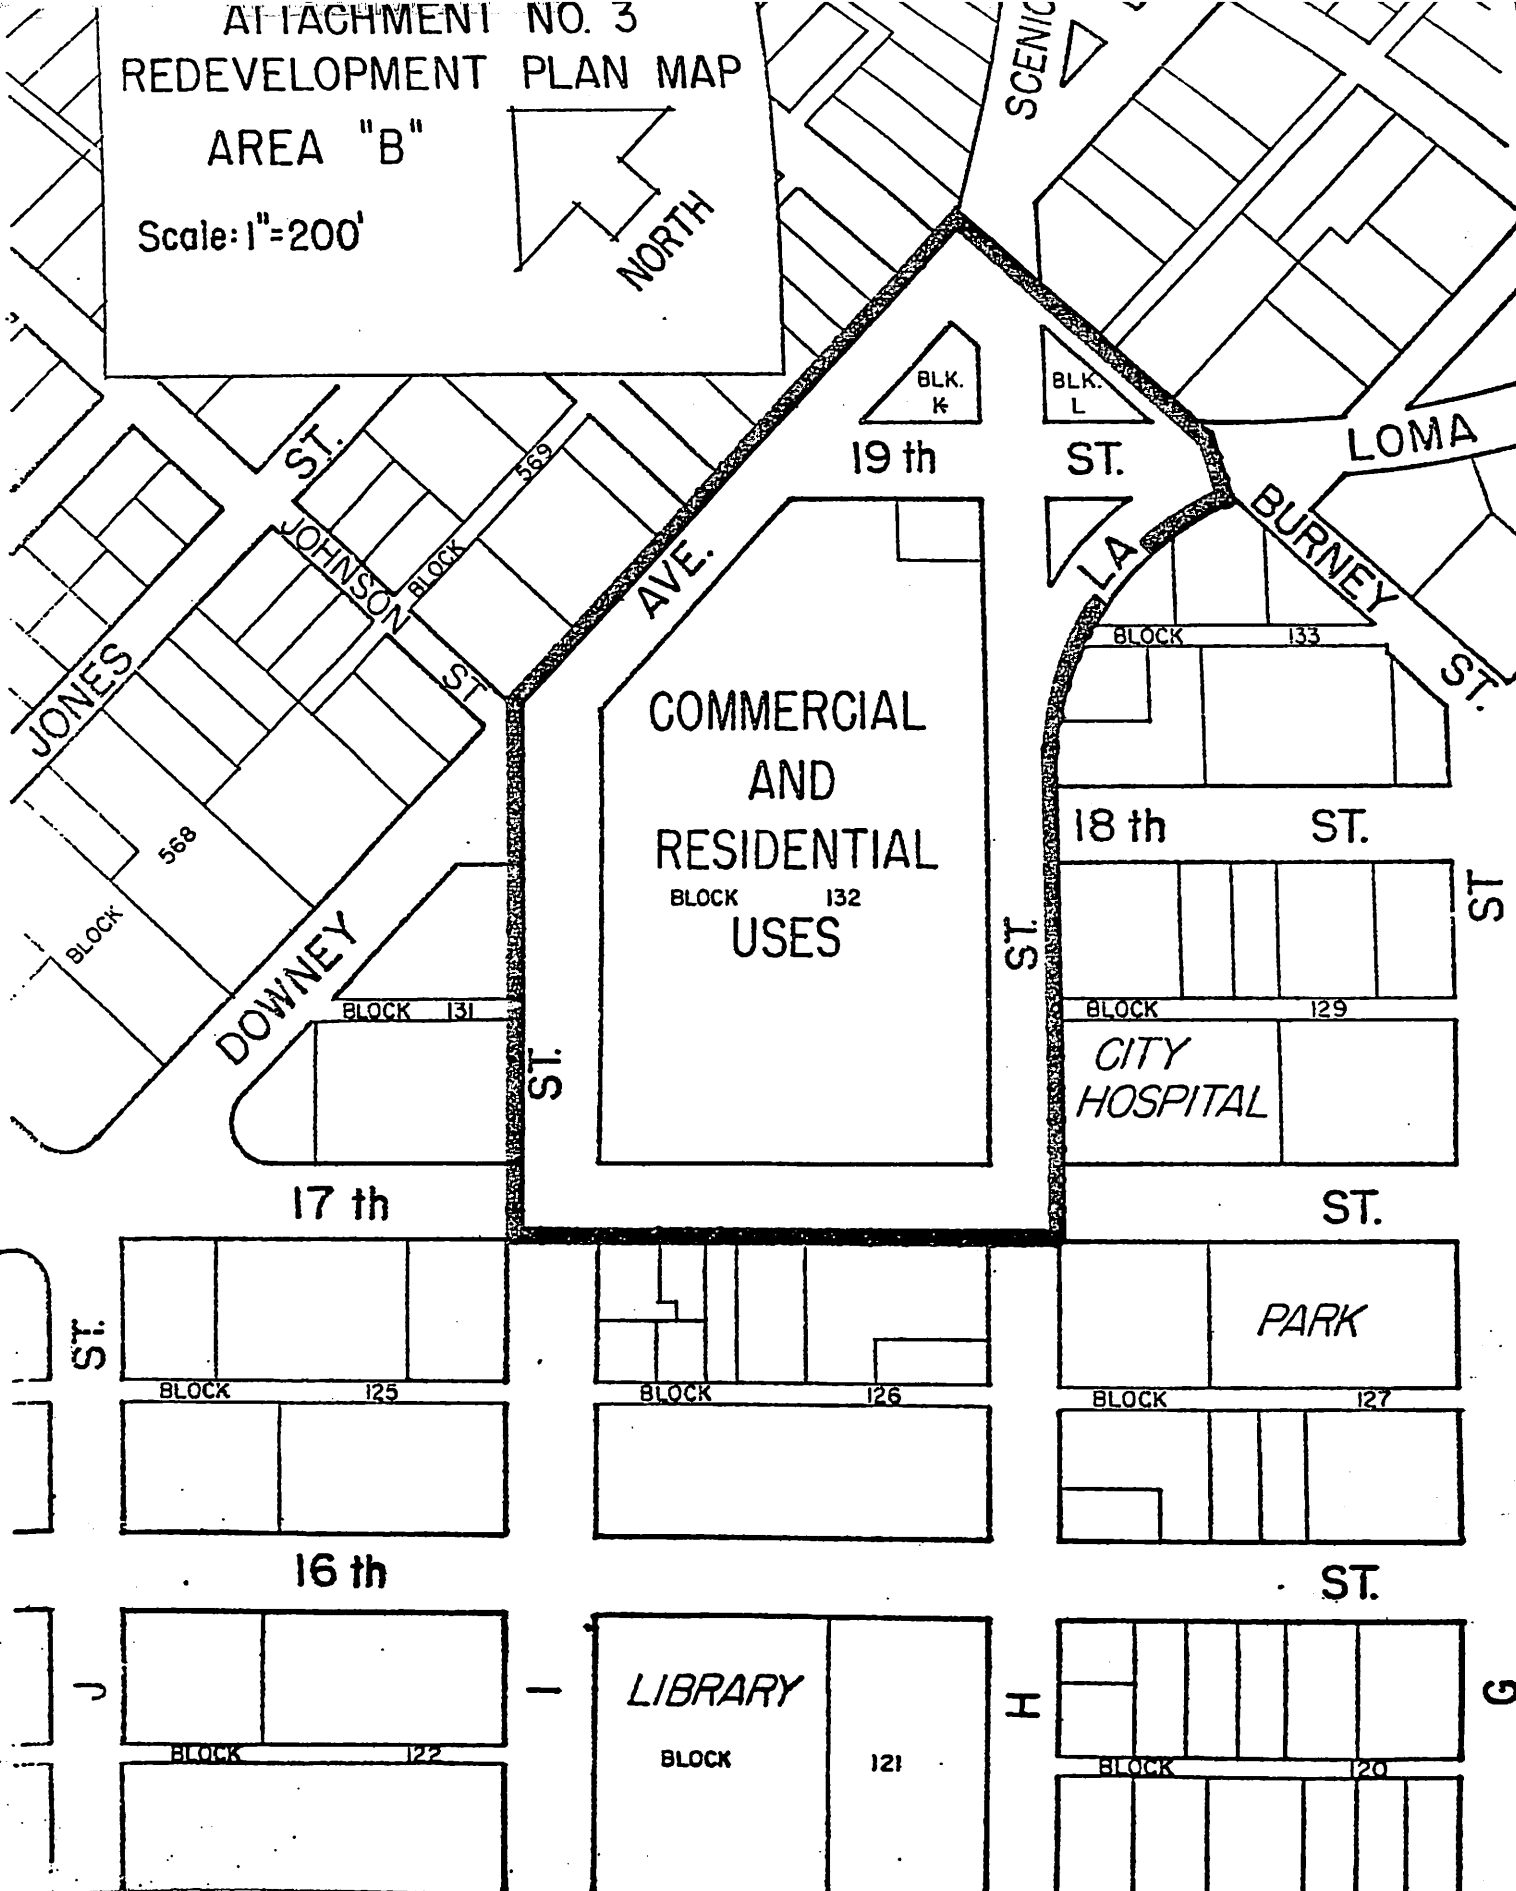 ATTACHMENT NO. 3
REDEVELOPMENT PLAN MAP
AREA "B"
Scale: 1"=200'
NORTH
SCENIC
BLK.
K
BLK.
L
19 th ST.
LOMA
LA
BURNEY
ST.
ST.
JOHNSON
ST
BLOCK 569
AVE.
JONES
BLOCK 133
COMMERCIAL
AND
RESIDENTIAL
BLOCK 132
USES
18 th ST.
568
BLOCK
ST
DOWNEY
ST.
BLOCK 131
BLOCK 129
CITY
HOSPITAL
ST.
17 th ST.
ST.
PARK
BLOCK 125
BLOCK 126
BLOCK 127
16 th ST.
J
I
LIBRARY
H
G
BLOCK 122
BLOCK 121
BLOCK 120